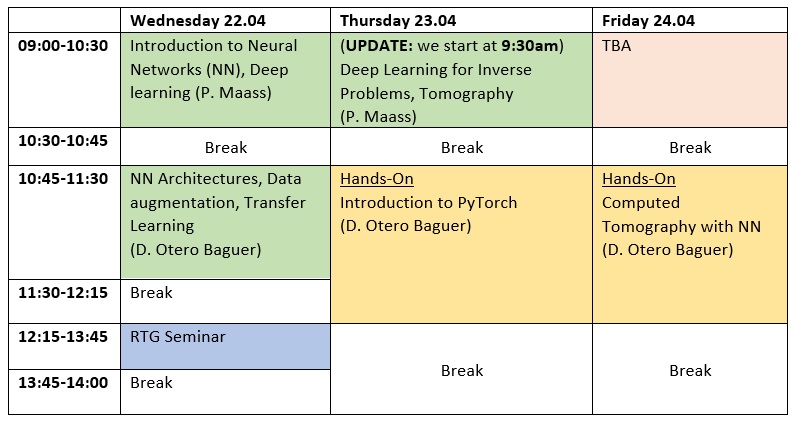 Wednesday 22.04
Thursday 23.04
Friday 24.04
09:00-10:30
Introduction to Neural
Networks (NN), Deep
learning (P. Maass)
(UPDATE: we start at 9:30am)
Deep Learning for Inverse
Problems, Tomography
(P. Maass)
TBA
10:30-10:45
Break
Break
Break
10:45-11:30
NN Architectures, Data
augmentation, Transfer
Learning
(D. Otero Baguer)
Hands-On
Introduction to PyTorch
(D. Otero Baguer)
Hands-On
Computed
Tomography with NN
(D. Otero Baguer)
11:30-12:15
Break
12:15-13:45
RTG Seminar
Break
Break
13:45-14:00
Break